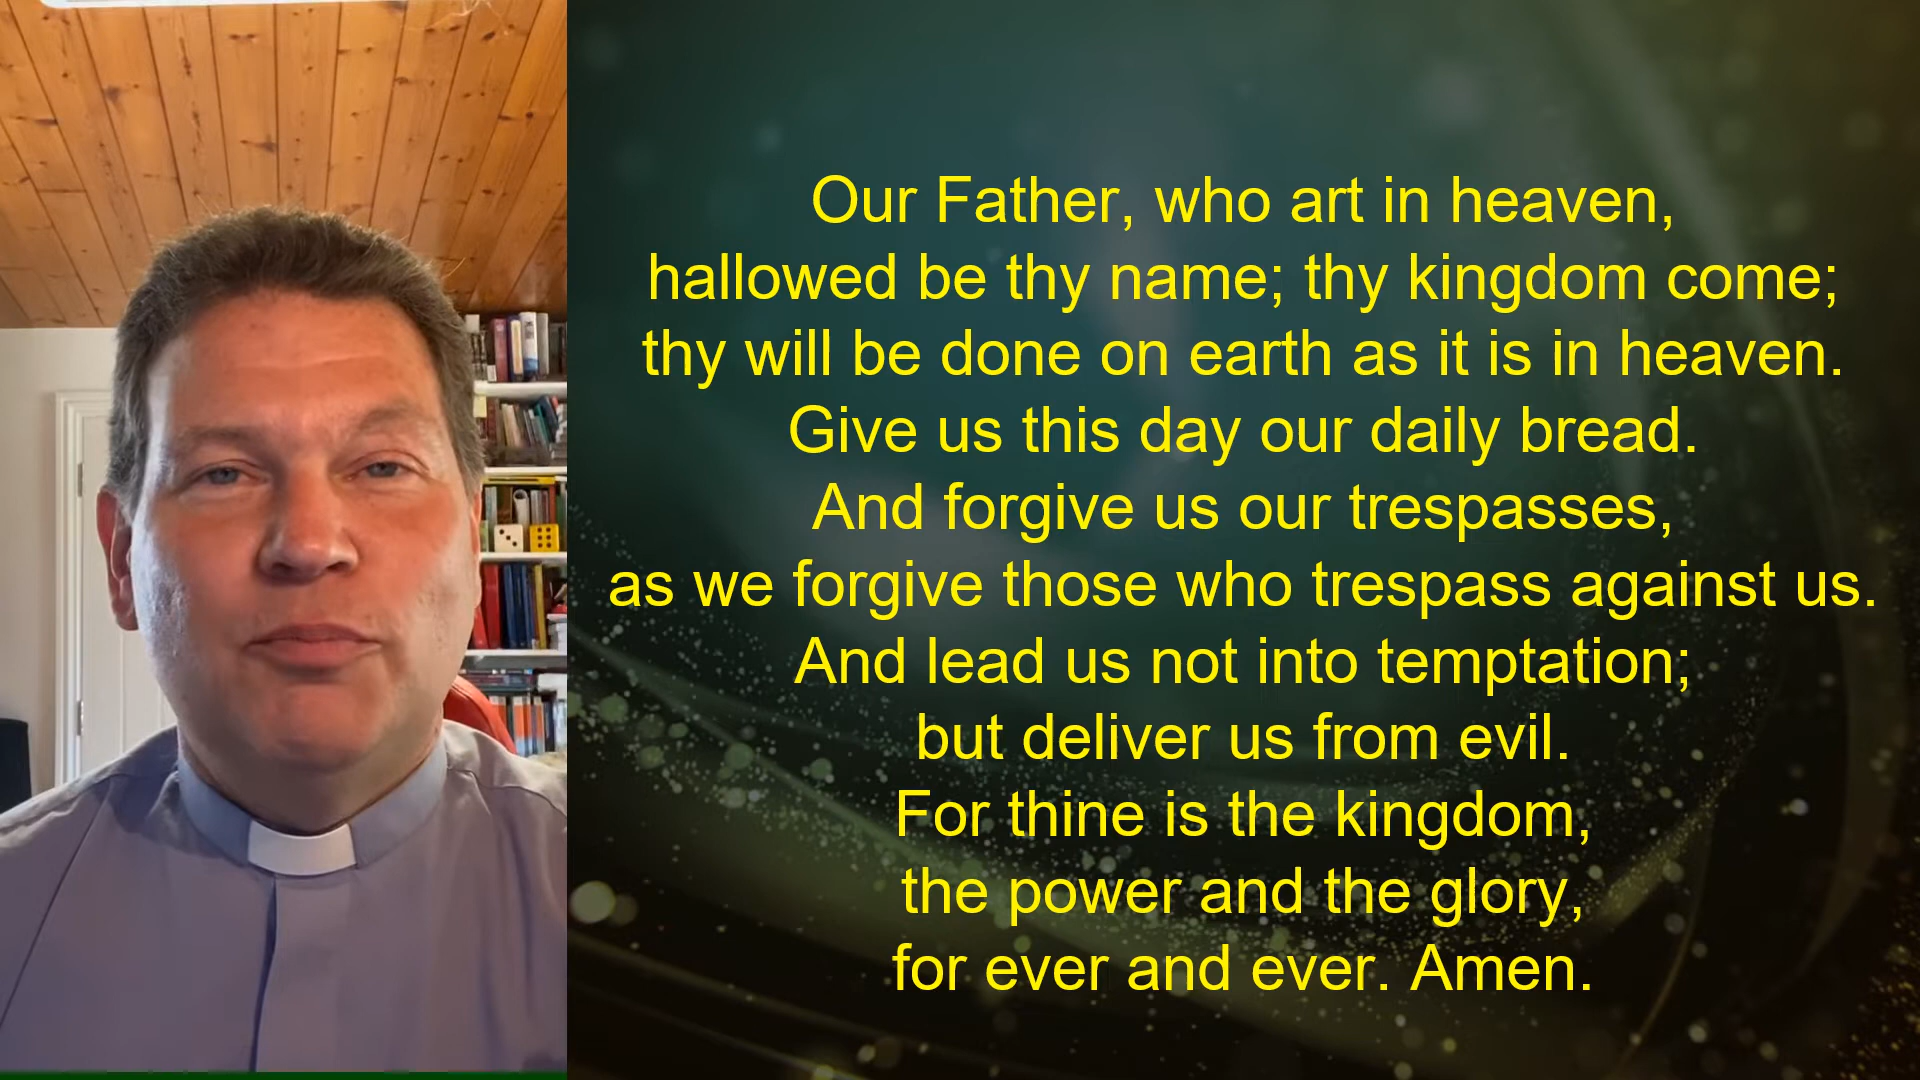 Our Father, who art in heaven,
hallowed be thy name; thy kingdom come;
thy will be done on earth as it is in heaven.
Give us this day our daily bread.
And forgive us our trespasses,
as we forgive those who trespass against us.
And lead us not into temptation;
but deliver us from evil.
For thine is the kingdom,
the power and the glory,
for ever and ever. Amen.